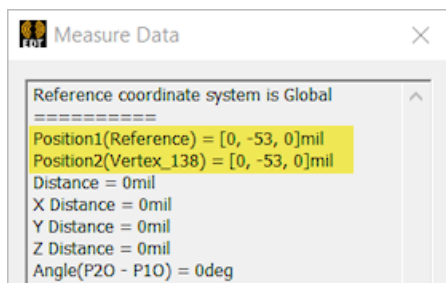 EDT
Measure Data
Reference coordinate system is Global
==========
Position1(Reference) = [0, -53, 0]mil
Position2(Vertex_138) = [0, -53, 0]mil
Distance = 0mil
X Distance = 0mil
Y Distance = 0mil
Z Distance = 0mil
Angle(P2O - P1O) = 0deg